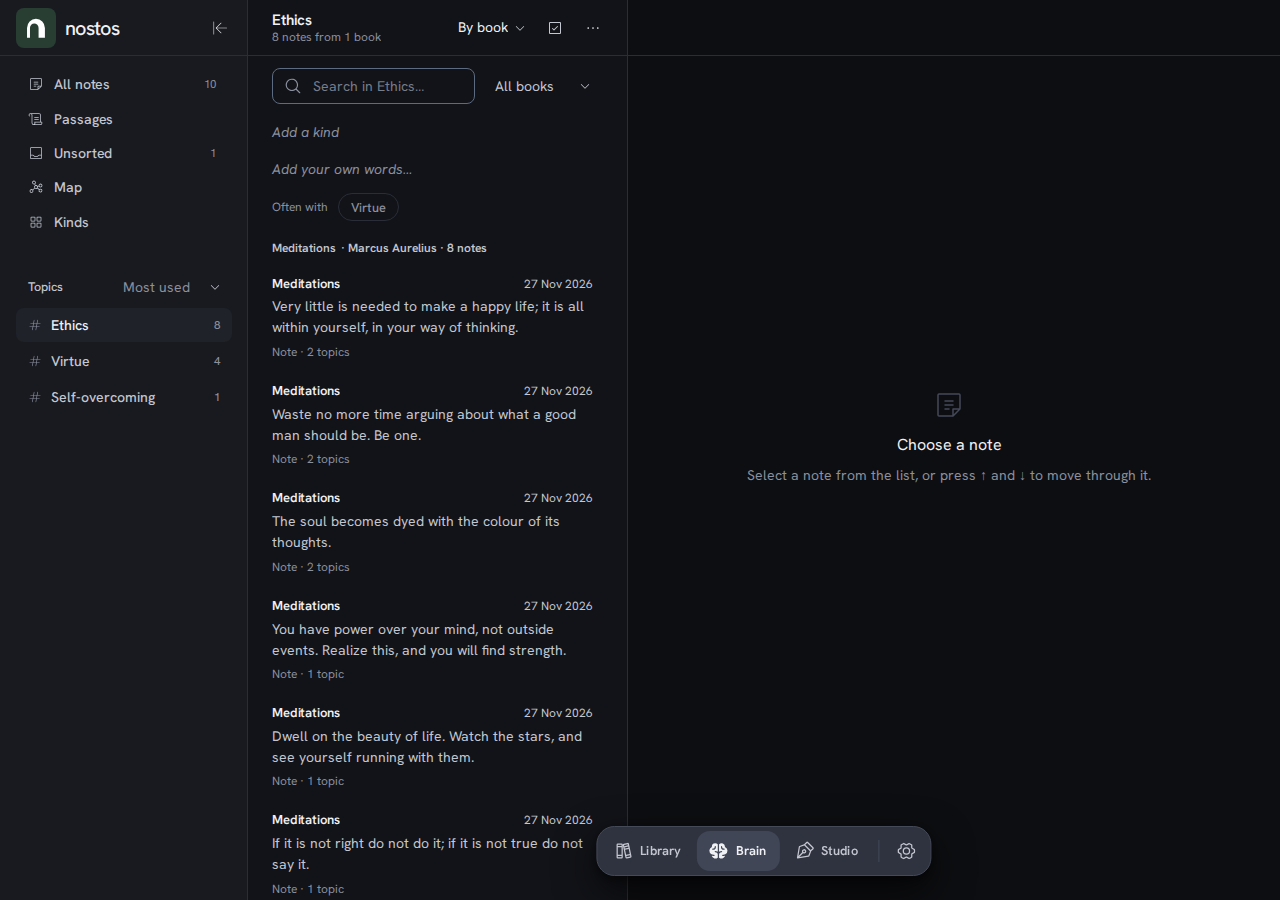 nostos
All notes 10
Passages
Unsorted 1
Map
Kinds
Topics Most used
# Ethics 8
# Virtue 4
# Self-overcoming 1
Ethics
8 notes from 1 book
By book
Search in Ethics...
All books
Add a kind
Add your own words...
Often with Virtue
Meditations · Marcus Aurelius · 8 notes
Meditations 27 Nov 2026
Very little is needed to make a happy life; it is all
within yourself, in your way of thinking.
Note · 2 topics
Meditations 27 Nov 2026
Waste no more time arguing about what a good
man should be. Be one.
Note · 2 topics
Meditations 27 Nov 2026
The soul becomes dyed with the colour of its
thoughts.
Note · 2 topics
Meditations 27 Nov 2026
You have power over your mind, not outside
events. Realize this, and you will find strength.
Note · 1 topic
Meditations 27 Nov 2026
Dwell on the beauty of life. Watch the stars, and
see yourself running with them.
Note · 1 topic
Meditations 27 Nov 2026
If it is not right do not do it; if it is not true do not
say it.
Note · 1 topic
Choose a note
Select a note from the list, or press ↑ and ↓ to move through it.
Library Brain Studio